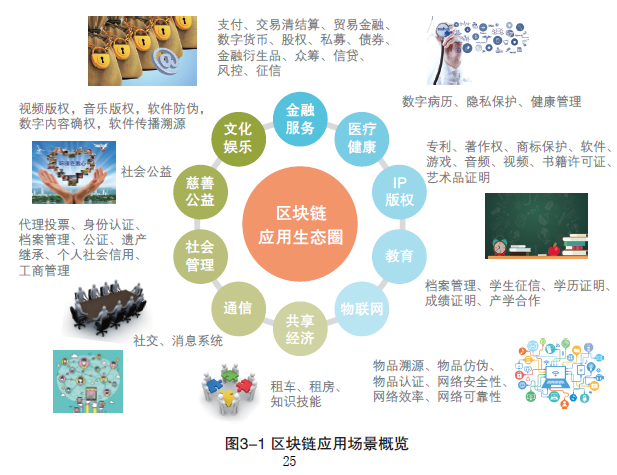 支付、交易清结算、贸易金融、
数字货币、股权、私募、债券、
金融衍生品、众筹、信贷、
风控、征信
数字病历、隐私保护、健康管理
视频版权，音乐版权，软件防伪，
数字内容确权，软件传播溯源
文化
娱乐
金融
服务
医疗
健康
专利、著作权、商标保护、软件、
游戏、音频、视频、书籍许可证、
艺术品证明
社会公益
慈善
公益
IP
版权
区块链
应用生态圈
代理投票、身份认证、
档案管理、公证、遗产
继承、个人社会信用、
工商管理
社会
管理
教育
档案管理、学生征信、学历证明、
成绩证明、产学合作
通信
物联网
共享
经济
社交、消息系统
租车、租房、
知识技能
物品溯源、物品仿伪、
物品认证、网络安全性、
网络效率、网络可靠性
图3-1 区块链应用场景概览
25